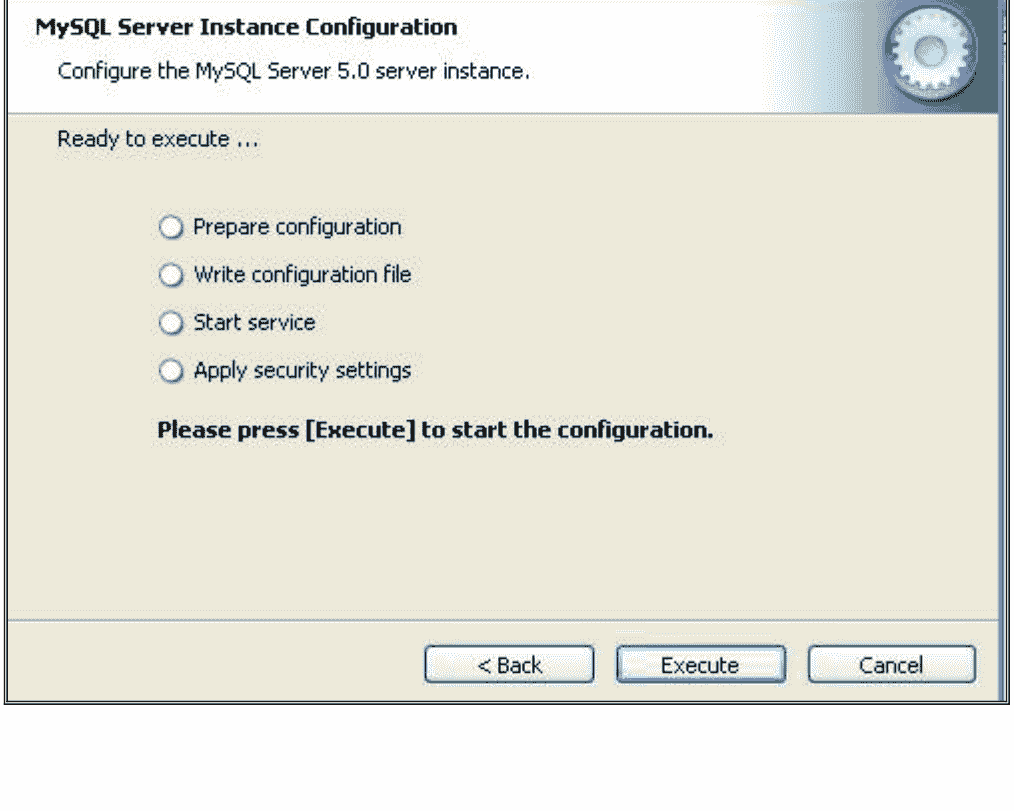 MySQL Server Instance Configuration
Configure the MySQL Server 5.0 server instance.
Ready to execute ...
Prepare configuration
Write configuration file
Start service
Apply security settings
Please press [Execute] to start the configuration.
< Back Execute Cancel